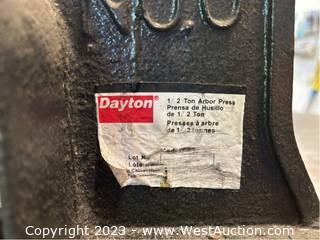 Dayton®
1/2 Ton Arbor Press
Prensa de Husillo
de 1/2 Ton
Presses à arbre
de 1/2 tonnes
Lot
Copyright 2023 - www.WestAuction.com